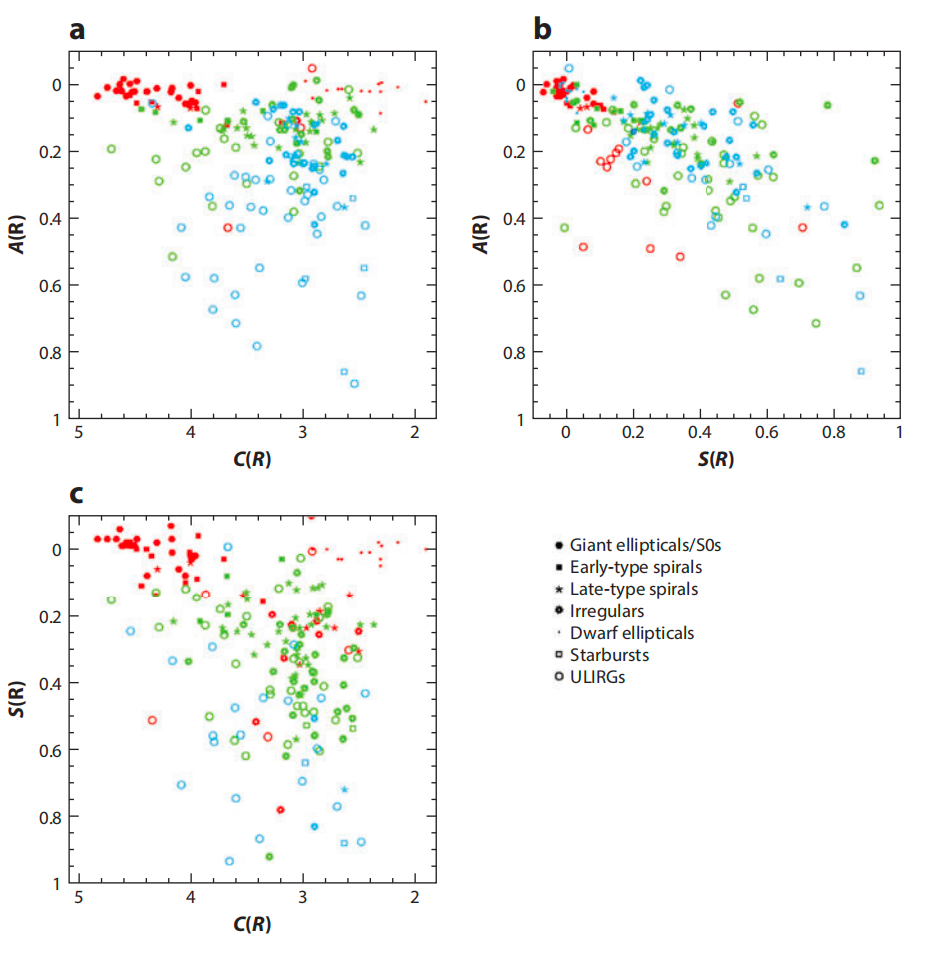 a
0
0.2
0.4
0.6
0.8
1
A(R)
5
4
3
2
C(R)
b
0
0.2
0.4
0.6
0.8
1
A(R)
0
0.2
0.4
0.6
0.8
1
S(R)
c
0
0.2
0.4
0.6
0.8
1
S(R)
5
4
3
2
C(R)
Giant ellipticals/S0s
Early-type spirals
Late-type spirals
Irregulars
Dwarf ellipticals
Starbursts
ULIRGs